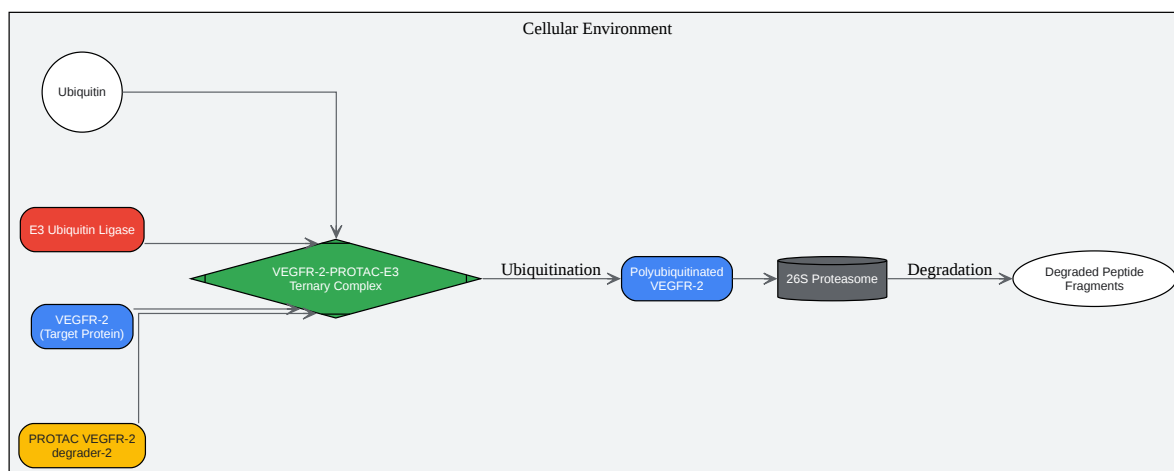 Cellular Environment
Ubiquitin
E3 Ubiquitin Ligase
VEGFR-2-PROTAC-E3
Ternary Complex
Ubiquitination
Polyubiquitinated
VEGFR-2
26S Proteasome
Degradation
Degraded Peptide
Fragments
VEGFR-2
(Target Protein)
PROTAC VEGFR-2
degrader-2